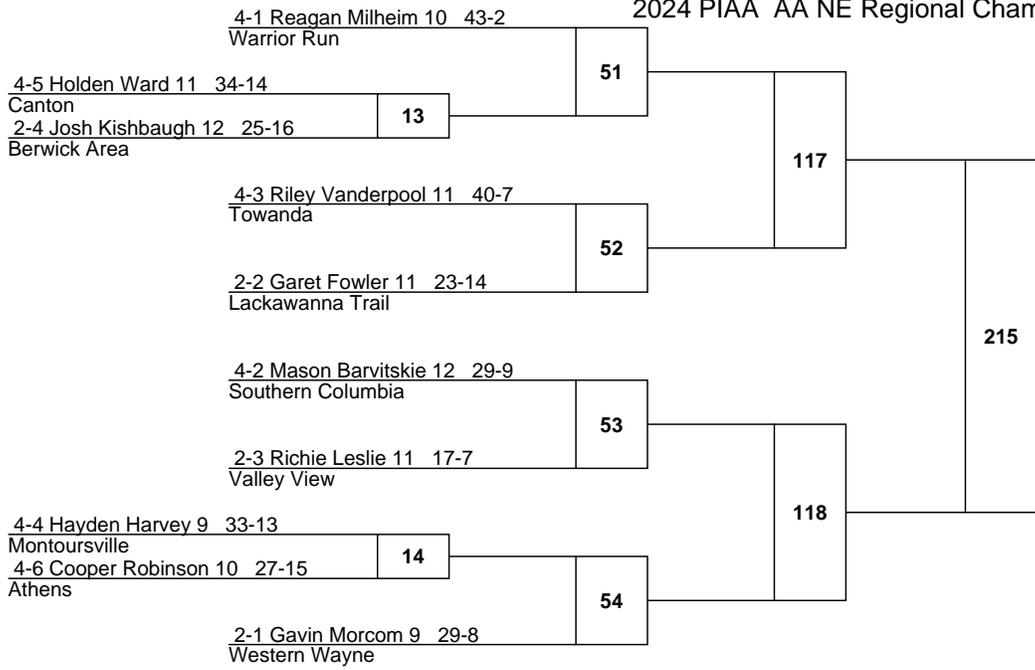 2024 PIAA AA NE Regional Cham
4-1 Reagan Milheim 10 43-2
Warrior Run
51
4-5 Holden Ward 11 34-14
Canton
13
2-4 Josh Kishbaugh 12 25-16
Berwick Area
117
4-3 Riley Vanderpool 11 40-7
Towanda
52
2-2 Garet Fowler 11 23-14
Lackawanna Trail
215
4-2 Mason Barvitskie 12 29-9
Southern Columbia
53
2-3 Richie Leslie 11 17-7
Valley View
118
4-4 Hayden Harvey 9 33-13
Montoursville
14
4-6 Cooper Robinson 10 27-15
Athens
54
2-1 Gavin Morcom 9 29-8
Western Wayne